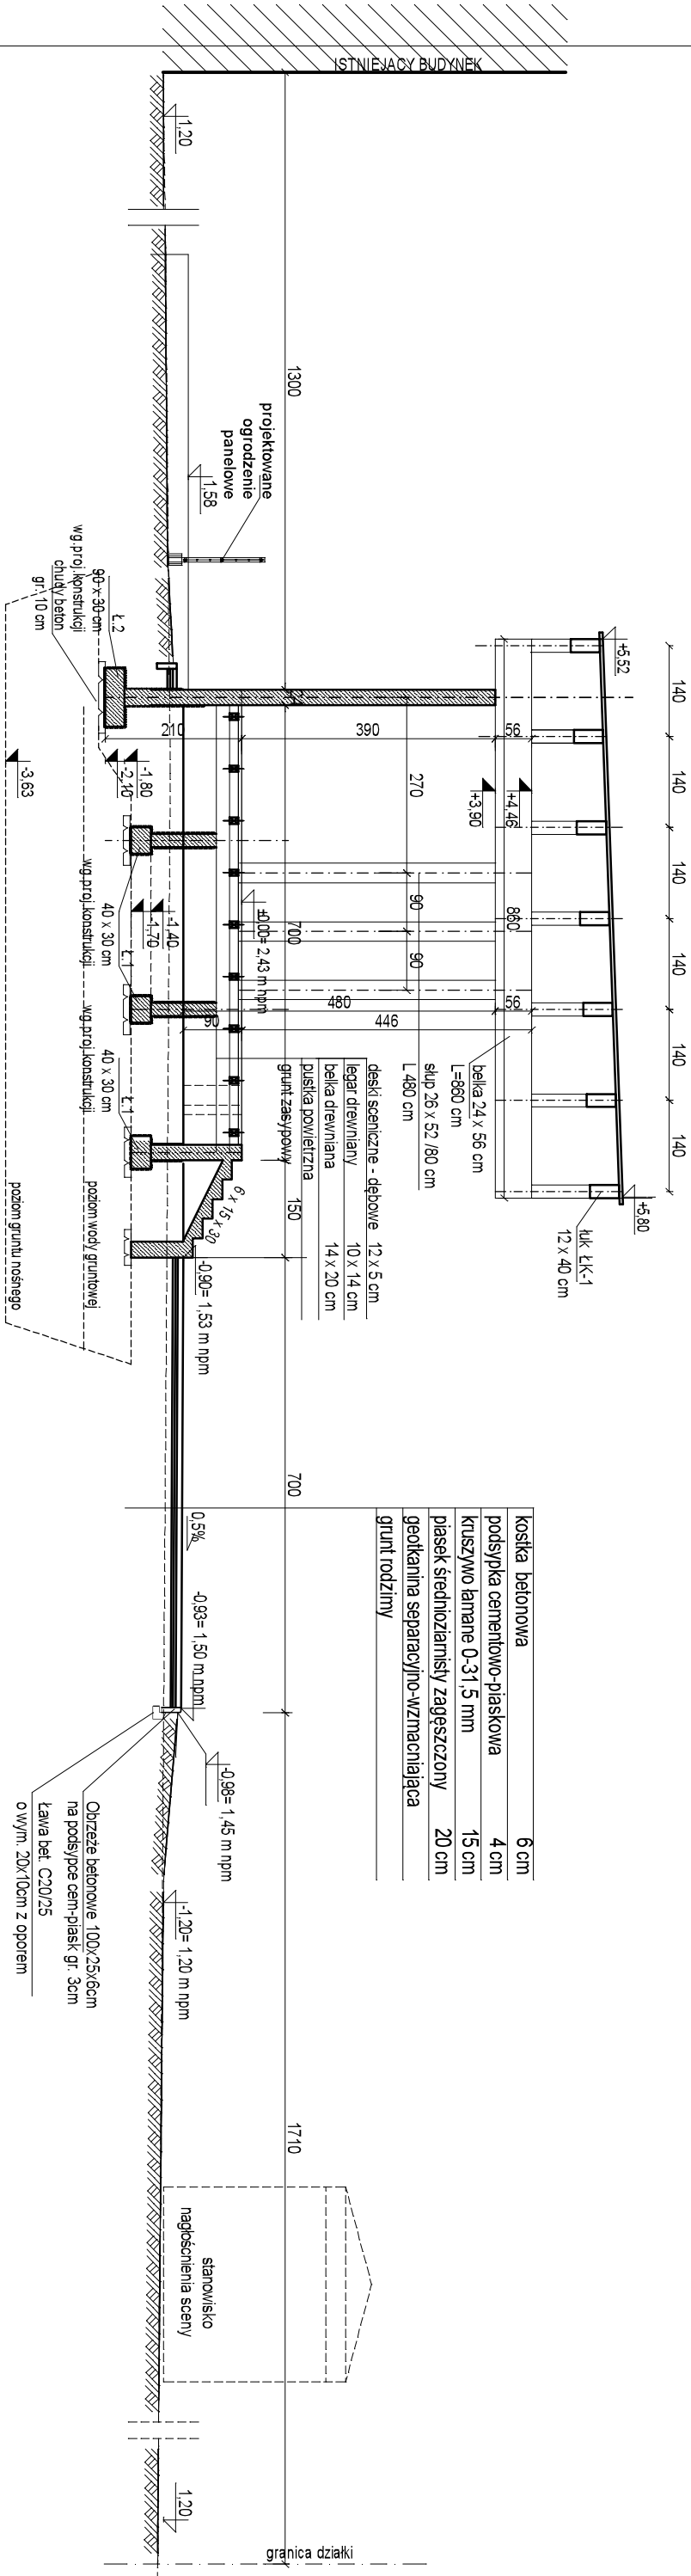 ISTNIEJACY BUDYNEK
1,20
1300
projektowane
ogrodzenie
panelowe
1,58
Ł.2
90 x 30 cm
wg.proj.konstrukcji
chudy beton
gr. 10 cm
+5,52
140
140
140
140
140
140
+5,80
łuk ŁK-1
12 x 40 cm
210
390
56
270
+3,90
+4,46
-1,80
-2,10
-3,63
90
90
860
±0,00= 2,43 m npm
700
-1,40
-1,70
480
56
90
446
belka 24 x 56 cm
L=860 cm
słup 26 x 52 /80 cm
L 480 cm
deski sceniczne - dębowe 12 x 5 cm
legar drewniany 10 x 14 cm
belka drewniana 14 x 20 cm
pustka powietrzna
grunt zasypowy
Ł.1
40 x 30 cm
wg.proj.konstrukcji
Ł.1
40 x 30 cm
wg.proj.konstrukcji
poziom wody gruntowej
poziom gruntu nośnego
6 x 15 x 30
150
-0,90= 1,53 m npm
700
0,5%
-0,93= 1,50 m npm
-0,98= 1,45 m npm
kostka betonowa 6 cm
podsypka cementowo-piaskowa 4 cm
kruszywo łamane 0-31,5 mm 15 cm
piasek średnioziarnisty zagęszczony 20 cm
geotkanina separacyjno-wzmacniająca
grunt rodzimy
Obrzeże betonowe 100x25x6cm
na podsypce cem-piask gr. 3cm
Ława bet. C20/25
o wym. 20x10cm z oporem
-1,20= 1,20 m npm
1710
stanowisko
nagłośnienia sceny
1,20
granica działki